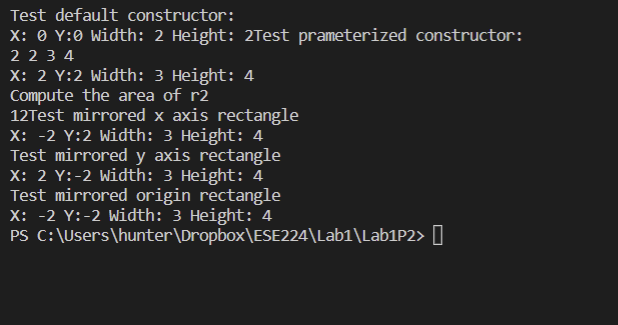 Test default constructor:
X: 0 Y:0 Width: 2 Height: 2Test prameterized constructor:
2 2 3 4
X: 2 Y:2 Width: 3 Height: 4
Compute the area of r2
12Test mirrored x axis rectangle
X: -2 Y:2 Width: 3 Height: 4
Test mirrored y axis rectangle
X: 2 Y:-2 Width: 3 Height: 4
Test mirrored origin rectangle
X: -2 Y:-2 Width: 3 Height: 4
PS C:\Users\hunter\Dropbox\ESE224\Lab1\Lab1P2>